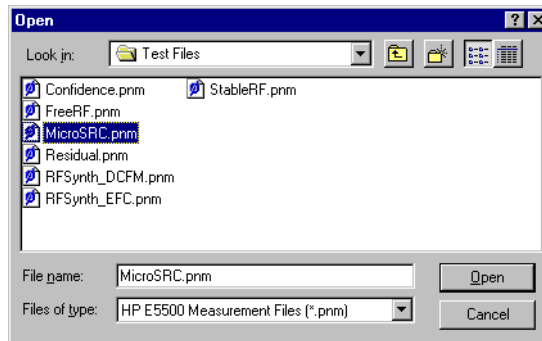 Open
Look in: Test Files
Confidence.pnm StableRF.pnm
FreeRF.pnm
MicroSRC.pnm
Residual.pnm
RFSynth_DCFM.pnm
RFSynth_EFC.pnm
File name: MicroSRC.pnm Open
Files of type: HP E5500 Measurement Files (*.pnm) Cancel